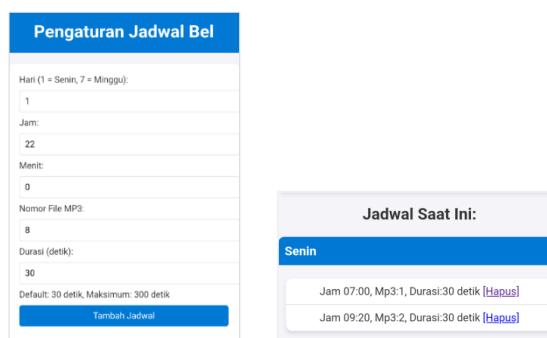 Pengaturan Jadwal Bel
Hari (1 = Senin, 7 = Minggu):
1
Jam:
22
Menit:
0
Nomor File MP3:
8
Durasi (detik):
30
Default: 30 detik, Maksimum: 300 detik
Tambah Jadwal
Jadwal Saat Ini:
Senin
Jam 07:00, Mp3:1, Durasi:30 detik [Hapus]
Jam 09:20, Mp3:2, Durasi:30 detik [Hapus]